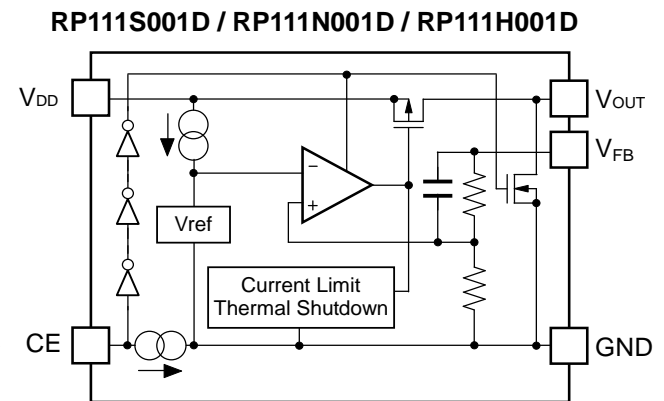 RP111S001D / RP111N001D / RP111H001D
VDD
VOUT
VFB
−
+
Vref
Current Limit
Thermal Shutdown
CE
GND